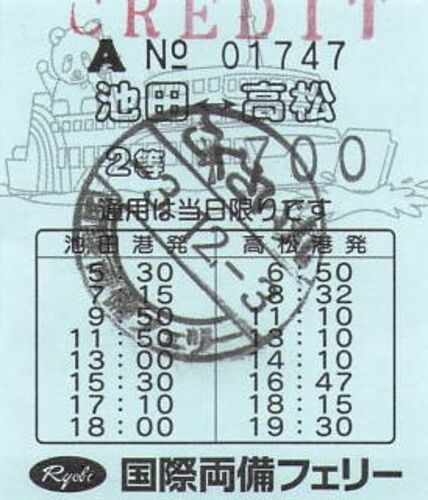 CREDIT
A No 01747
池田↔高松
2等
適用は当日限りです
池田港発 高松港発
5:30 6:50
7:15 8:32
9:50 11:10
11:50 14:10
13:00 16:47
15:30 18:15
17:10 19:30
18:00
Ryobi 国際両備フェリー